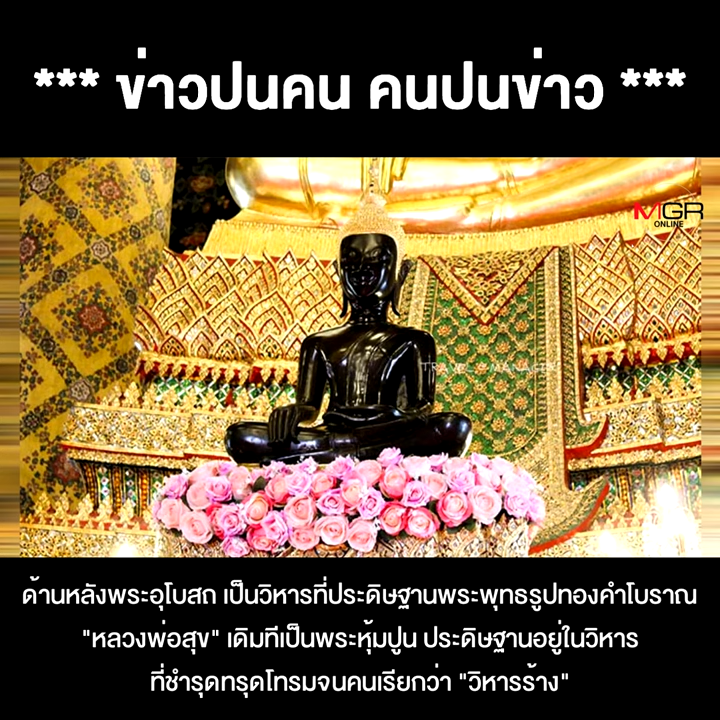 *** ข่าวปนคน คนปนข่าว ***
MGR
ONLINE
TRAVEL MANAGER
ด้านหลังพระอุโบสถ เป็นวิหารที่ประดิษฐานพระพุทธรูปทองคำโบราณ
"หลวงพ่อสุข" เดิมทีเป็นพระหุ้มปูน ประดิษฐานอยู่ในวิหาร
ที่ชำรุดทรุดโทรมจนคนเรียกว่า "วิหารร้าง"